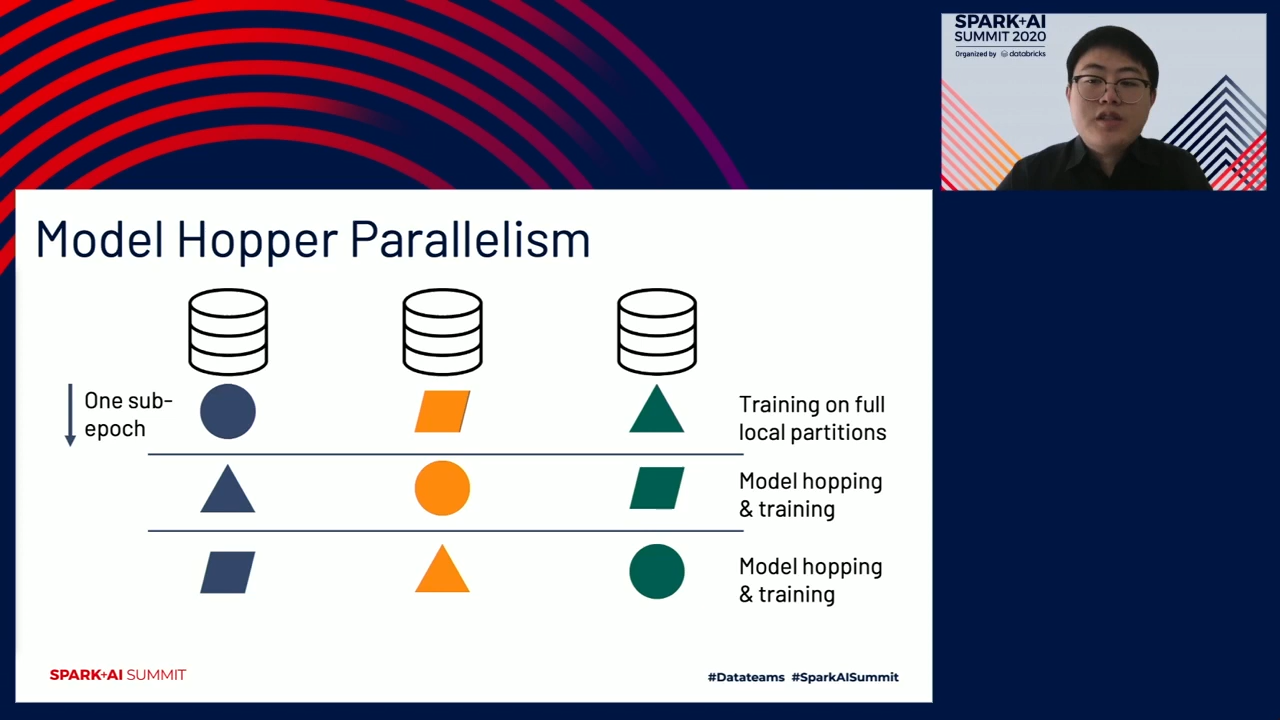 SPARK+AI
SUMMIT 2020
Organized by databricks
Model Hopper Parallelism
One sub-
epoch
Training on full
local partitions
Model hopping
& training
Model hopping
& training
SPARK+AI SUMMIT
#Datateams #SparkAISummit